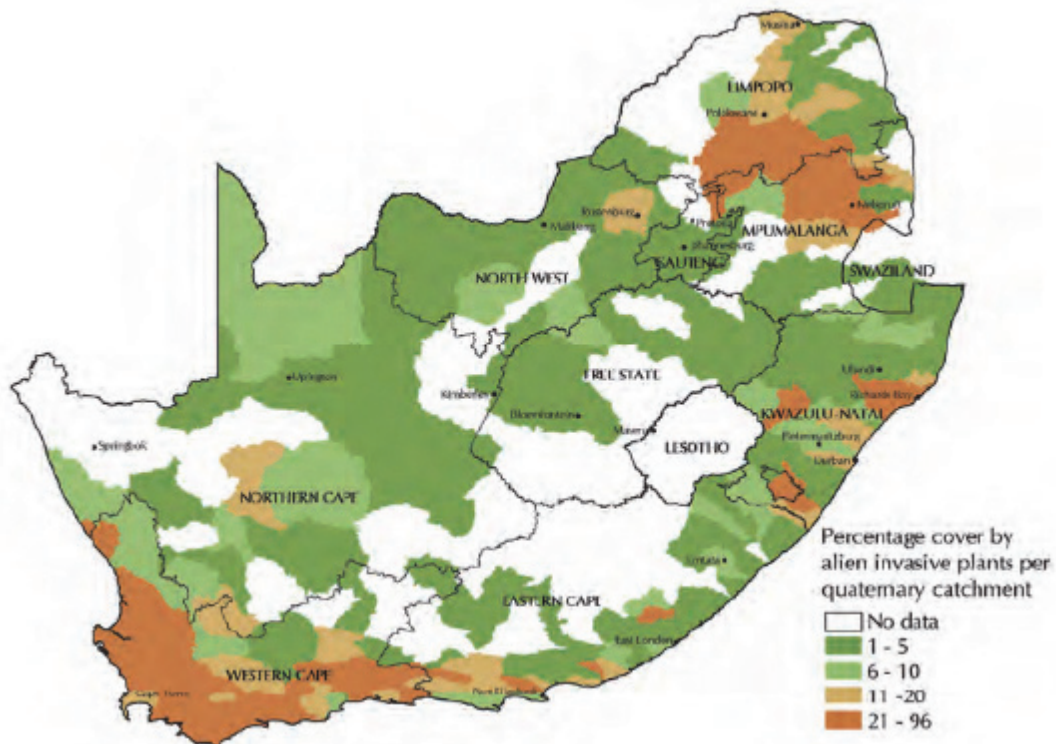 Musina
LIMPOPO
Polokwane
Nelspruit
Rustenburg
Mafikeng
Pretoria
MPUMALANGA
Johannesburg
GAUTENG
SWAZILAND
NORTH WEST
Upington
FREE STATE
Ulundi
Kimberley
Richards Bay
Bloemfontein
KWAZULU-NATAL
Maseru
Pietermaritzburg
Springbok
LESOTHO
Durban
NORTHERN CAPE
Percentage cover by
alien invasive plants per
quaternary catchment
No data
1 - 5
6 - 10
11 -20
21 - 96
Umtata
EASTERN CAPE
East London
WESTERN CAPE
Port Elizabeth
Cape Town